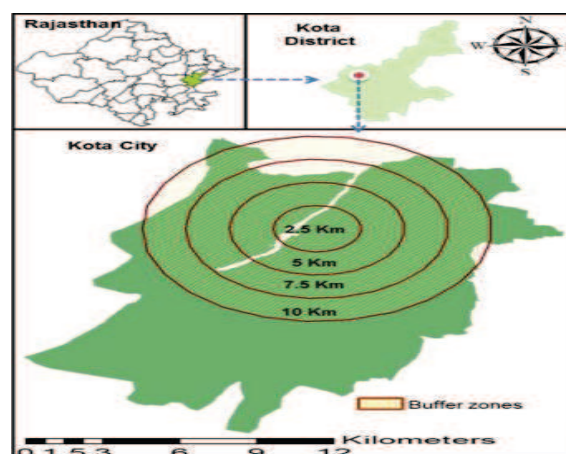 Rajasthan
Kota
District
N
W
S
Kota City
2.5 Km
5 Km
7.5 Km
10 Km
Buffer zones
Kilometers
0 1.5 3 6 9 12